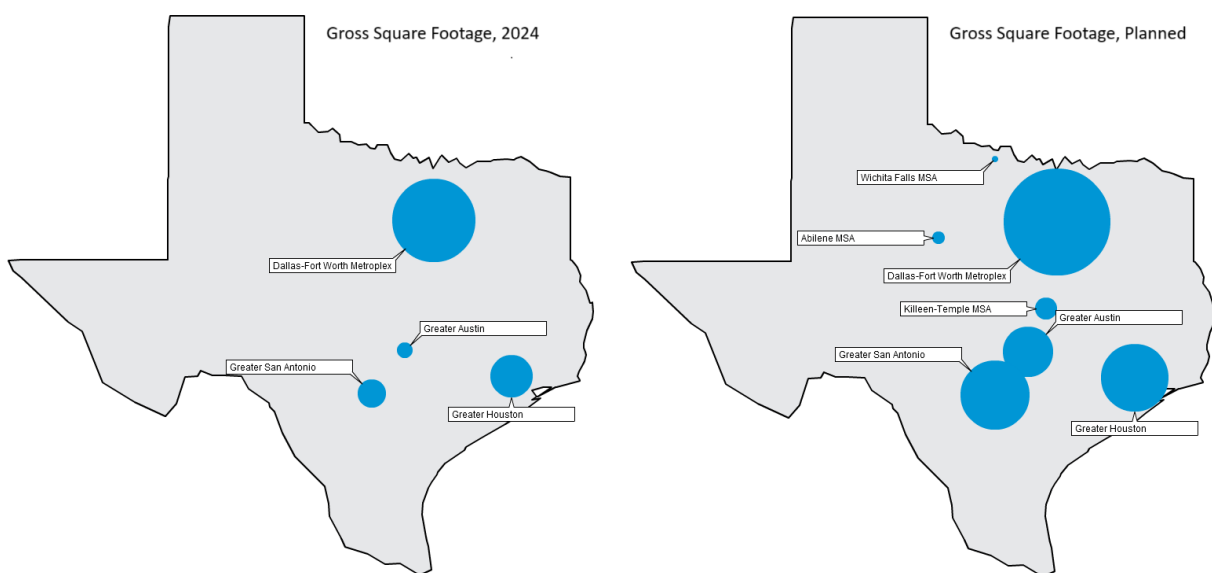 Gross Square Footage, 2024
Dallas-Fort Worth Metroplex
Greater Austin
Greater San Antonio
Greater Houston
Gross Square Footage, Planned
Wichita Falls MSA
Abilene MSA
Dallas-Fort Worth Metroplex
Killeen-Temple MSA
Greater Austin
Greater San Antonio
Greater Houston